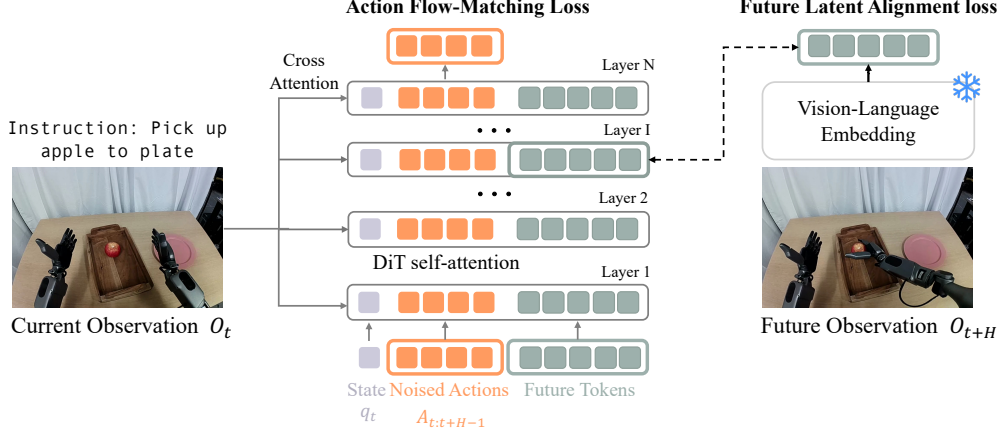 Action Flow-Matching Loss
Future Latent Alignment loss
Cross
Attention
Layer N
Vision-Language
Embedding
Instruction: Pick up
apple to plate
• • •
Layer I
• • •
Layer 2
DiT self-attention
Layer 1
Current Observation O_t
Future Observation O_{t+H}
State
q_t
Noised Actions
A_{t:t+H−1}
Future Tokens